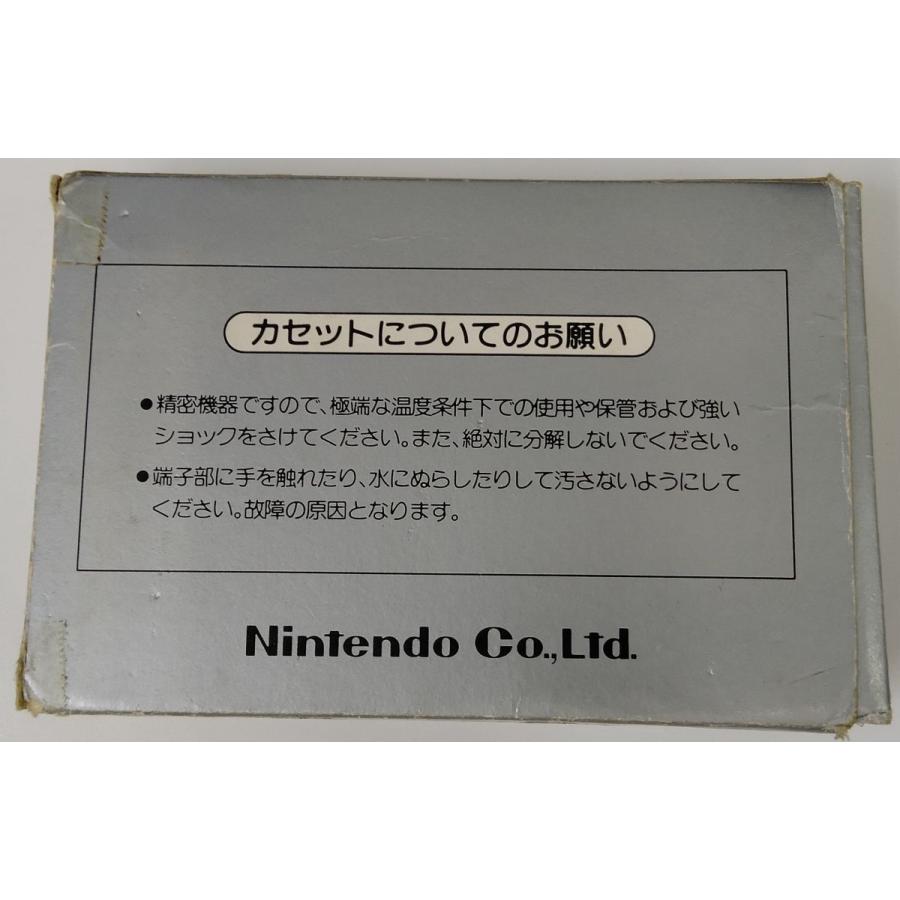 カセットについてのお願い
●精密機器ですので、極端な温度条件下での使用や保管および強い
ショックをさけてください。また、絶対に分解しないでください。
●端子部に手を触れたり、水にぬらしたりして汚さないようにして
ください。故障の原因となります。
Nintendo Co.,Ltd.